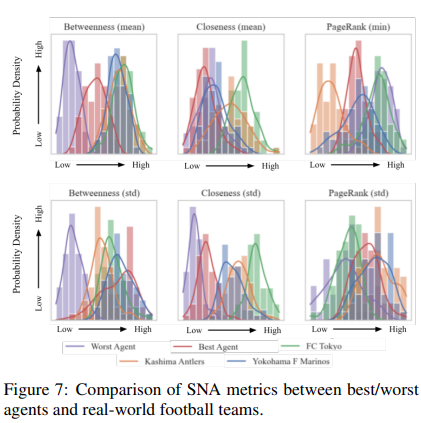 Betweenness (mean)
Closeness (mean)
PageRank (min)
Probability Density
High
Low
Low
High
Low
High
Low
High
Betweenness (std)
Closeness (std)
PageRank (std)
Probability Density
High
Low
Low
High
Low
High
Low
High
Worst Agent
Best Agent
FC Tokyo
Kashima Antlers
Yokohama F Marinos
Figure 7: Comparison of SNA metrics between best/worst
agents and real-world football teams.